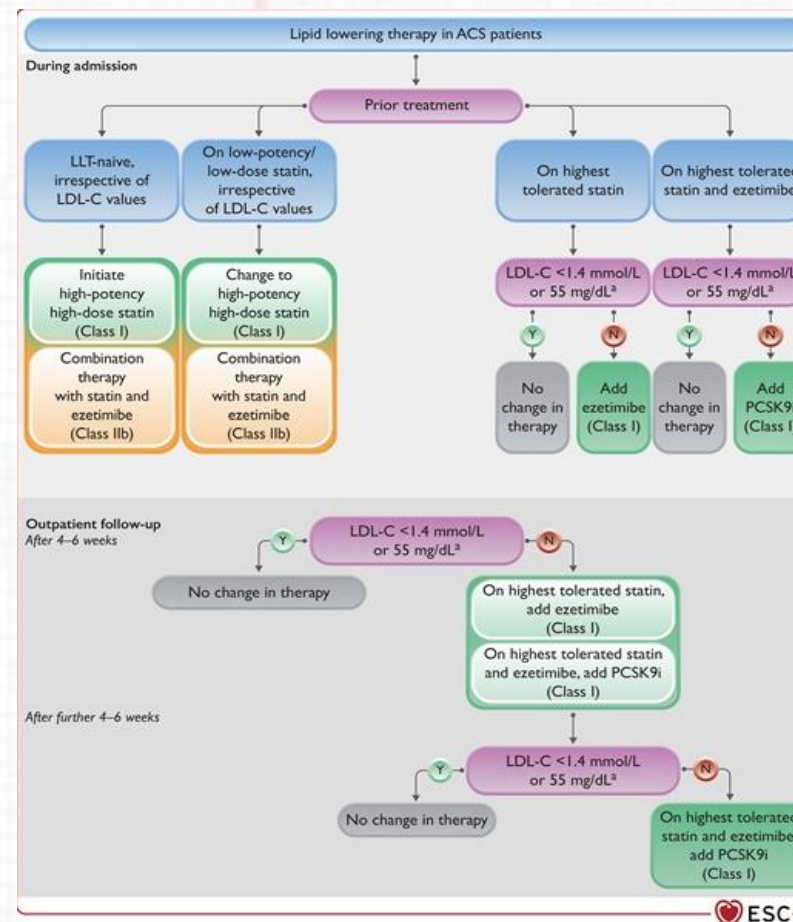 Lipid lowering therapy in ACS patients
During admission
Prior treatment
LLT-naive,
irrespective of
LDL-C values
On low-potency/
low-dose statin,
irrespective
of LDL-C values
On highest
tolerated statin
On highest tolerated
statin and ezetimibe
Initiate
high-potency
high-dose statin
(Class I)
Combination
therapy
with statin and
ezetimibe
(Class IIb)
Change to
high-potency
high-dose statin
(Class I)
Combination
therapy
with statin and
ezetimibe
(Class IIb)
LDL-C <1.4 mmol/L
or 55 mg/dLᵃ
LDL-C <1.4 mmol/L
or 55 mg/dLᵃ
Y
N
Y
N
No
change in
therapy
Add
ezetimibe
(Class I)
No
change in
therapy
Add
PCSK9i
(Class I
Outpatient follow-up
After 4–6 weeks
LDL-C <1.4 mmol/L
or 55 mg/dLᵃ
Y
N
No change in therapy
On highest tolerated statin,
add ezetimibe
(Class I)
On highest tolerated statin
and ezetimibe, add PCSK9i
(Class I)
After further 4–6 weeks
LDL-C <1.4 mmol/L
or 55 mg/dLᵃ
Y
N
No change in therapy
On highest tolerated
statin and ezetimibe
add PCSK9i
(Class I)
ESC